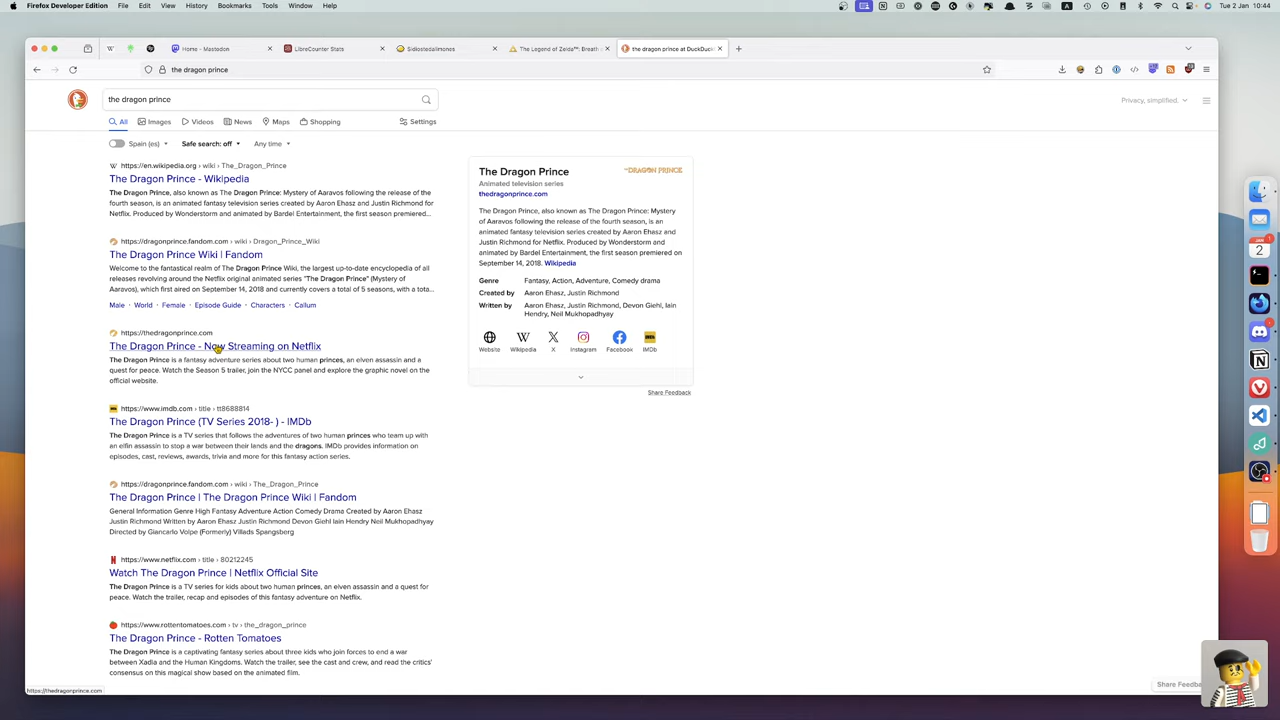 Firefox Developer Edition File Edit View History Bookmarks Tools Window Help
Tue 2 Jan 10:44
Home - Mastodon
LibreCounter Stats
Sidiostedalimones
The Legend of Zelda™: Breath
the dragon prince at DuckDuck
the dragon prince
the dragon prince
Privacy, simplified.
All Images Videos News Maps Shopping Settings
Spain (es) Safe search: off Any time
https://en.wikipedia.org › wiki › The_Dragon_Prince
The Dragon Prince - Wikipedia
The Dragon Prince, also known as The Dragon Prince: Mystery of Aaravos following the release of the
fourth season, is an animated fantasy television series created by Aaron Ehasz and Justin Richmond for
Netflix. Produced by Wonderstorm and animated by Bardel Entertainment, the first season premiered...
https://dragonprince.fandom.com › wiki › Dragon_Prince_Wiki
The Dragon Prince Wiki | Fandom
Welcome to the fantastical realm of The Dragon Prince Wiki, the largest up-to-date encyclopedia of all
releases revolving around the Netflix original animated series "The Dragon Prince" (Mystery of
Aaravos), which first aired on September 14, 2018 and currently covers a total of 5 seasons, with a tota...
Male · World · Female · Episode Guide · Characters · Callum
https://thedragonprince.com
The Dragon Prince - Now Streaming on Netflix
The Dragon Prince is a fantasy adventure series about two human princes, an elven assassin and a
quest for peace. Watch the Season 5 trailer, join the NYCC panel and explore the graphic novel on the
official website.
https://www.imdb.com › title › tt8688814
The Dragon Prince (TV Series 2018- ) - IMDb
The Dragon Prince is a TV series that follows the adventures of two human princes who team up with
an elfin assassin to stop a war between their lands and the dragons. IMDb provides information on
episodes, cast, reviews, awards, trivia and more for this fantasy action series.
https://dragonprince.fandom.com › wiki › The_Dragon_Prince
The Dragon Prince | The Dragon Prince Wiki | Fandom
General Information Genre High Fantasy Adventure Action Comedy Drama Created by Aaron Ehasz
Justin Richmond Written by Aaron Ehasz Justin Richmond Devon Giehl Iain Hendry Neil Mukhopadhyay
Directed by Giancarlo Volpe (Formerly) Villads Spangsberg
https://www.netflix.com › title › 80212245
Watch The Dragon Prince | Netflix Official Site
The Dragon Prince is a TV series for kids about two human princes, an elven assassin and a quest for
peace. Watch the trailer, recap and episodes of this fantasy adventure on Netflix.
https://www.rottentomatoes.com › tv › the_dragon_prince
The Dragon Prince - Rotten Tomatoes
The Dragon Prince is a captivating fantasy series about three kids who join forces to end a war
between Xadia and the Human Kingdoms. Watch the trailer, see the cast and crew, and read the critics'
consensus on this magical show based on the animated film.
The Dragon Prince
THE DRAGON PRINCE
Animated television series
thedragonprince.com
The Dragon Prince, also known as The Dragon Prince: Mystery
of Aaravos following the release of the fourth season, is an
animated fantasy television series created by Aaron Ehasz and
Justin Richmond for Netflix. Produced by Wonderstorm and
animated by Bardel Entertainment, the first season premiered on
September 14, 2018. Wikipedia
Genre Fantasy, Action, Adventure, Comedy drama
Created by Aaron Ehasz, Justin Richmond
Written by Aaron Ehasz, Justin Richmond, Devon Giehl, Iain
Hendry, Neil Mukhopadhyay
Website Wikipedia X Instagram Facebook IMDb
Share Feedback
2
https://thedragonprince.com
Share Feedba